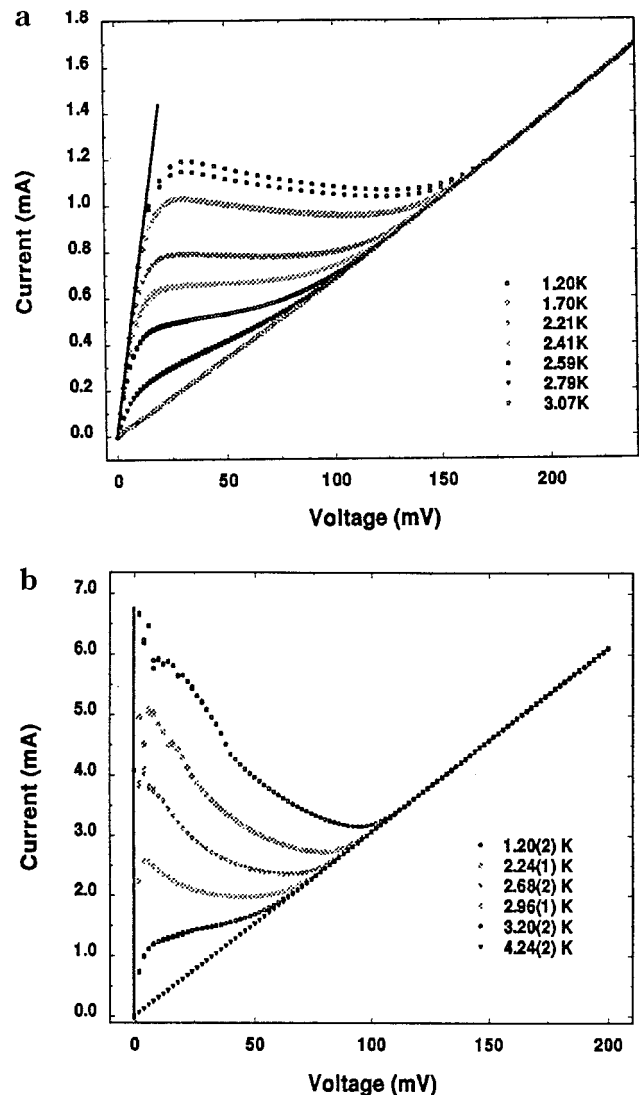 a
Current (mA)
1.8
1.6
1.4
1.2
1.0
0.8
0.6
0.4
0.2
0.0
1.20K
1.70K
2.21K
2.41K
2.59K
2.79K
3.07K
0 50 100 150 200
Voltage (mV)
b
Current (mA)
7.0
6.0
5.0
4.0
3.0
2.0
1.0
0.0
1.20(2) K
2.24(1) K
2.68(2) K
2.96(1) K
3.20(2) K
4.24(2) K
0 50 100 150 200
Voltage (mV)